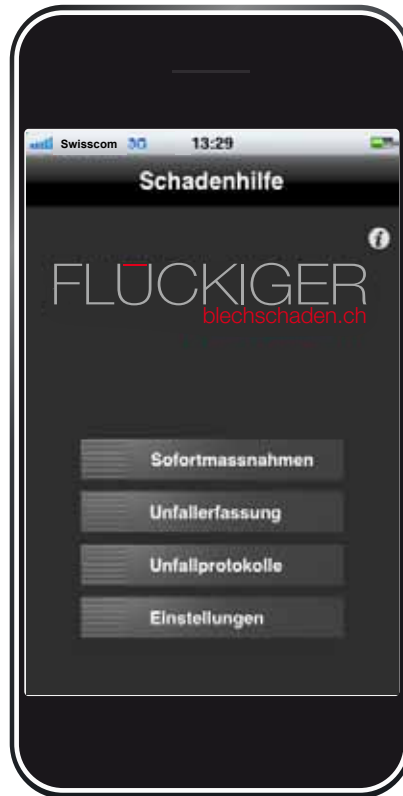 Swisscom 3G 13:29
Schadenhilfe
FLÜCKIGER
blechschaden.ch
Sofortmassnahmen
Unfallerfassung
Unfallprotokolle
Einstellungen